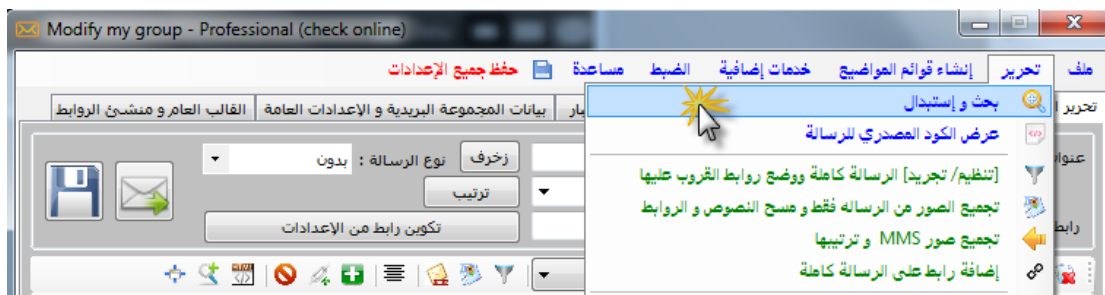 Modify my group - Professional (check online)
ملف تحرير إنشاء قوائم المواضيع خدمات إضافية الضبط مساعدة حفظ جميع الإعدادات
تحرير
بيانات المجموعة البريدية و الإعدادات العامة
القالب العام و منشئ الروابط
بحث و إستبدال
عرض الكود المصدري للرسالة
[تنظيم/ تجريد] الرسالة كاملة ووضع روابط القروب عليها
تجميع الصور من الرساله فقط و مسح النصوص و الروابط
تجميع صور MMS و ترتيبها
إضافة رابط على الرسالة كاملة
زخرف نوع الرسالة : بدون
ترتيب
تكوين رابط من الإعدادات